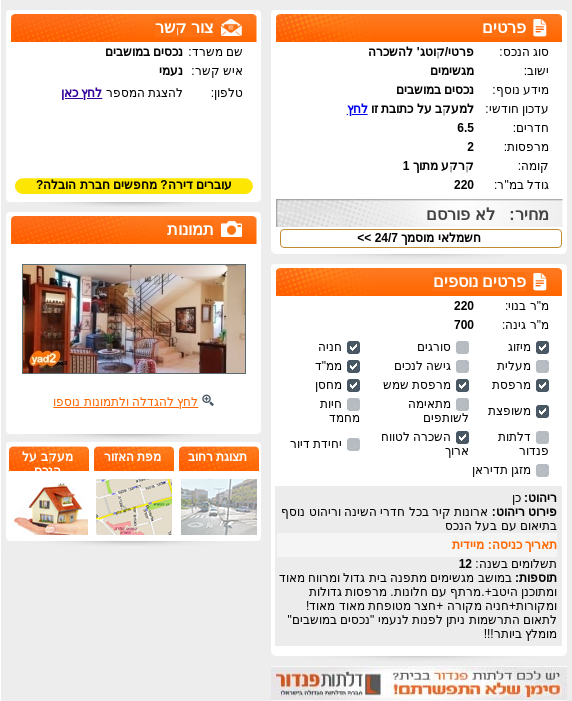 פרטים
סוג הנכס: פרטי/קוטג' להשכרה
ישוב: מגשימים
מידע נוסף: נכסים במושבים
עדכון חודשי: למעקב על כתובת זו לחץ
חדרים: 6.5
מרפסות: 2
קומה: קרקע מתוך 1
גודל במ"ר: 220
מחיר: לא פורסם
חשמלאי מוסמך 24/7 >>
פרטים נוספים
מ"ר בנוי: 220
מ"ר גינה: 700
מיזוג סורגים חניה
מעלית גישה לנכים ממ"ד
מרפסת מרפסת שמש מחסן
משופצת מתאימה לשותפים חיות מחמד
דלתות פנדור השכרה לטווח ארוך יחידת דיור
מזגן תדיראן
ריהוט: כן
פירוט ריהוט: ארונות קיר בכל חדרי השינה וריהוט נוסף
בתיאום עם בעל הנכס
תאריך כניסה: מיידית
תשלומים בשנה: 12
תוספות: במושב מגשימים מתפנה בית גדול ומרווח מאוד
ומתוכנן היטב+.מרתף עם חלונות. מרפסות גדולות
ומקורות+חניה מקורה +חצר מטופחת מאוד מאוד!
לתאום התרשמות ניתן לפנות לנעמי "נכסים במושבים"
מומלץ ביותר!!!
יש לכם דלתות פנדור בבית?
סימן שלא התפשרתם!
דלתות פנדור
חברת הדלתות הגדולה בישראל
צור קשר
שם משרד: נכסים במושבים
איש קשר: נעמי
טלפון: להצגת המספר לחץ כאן
עוברים דירה? מחפשים חברת הובלה?
תמונות
yad2
לחץ להגדלה ולתמונות נוספו
תצוגת רחוב
מפת האזור
מעקב על
הנכס